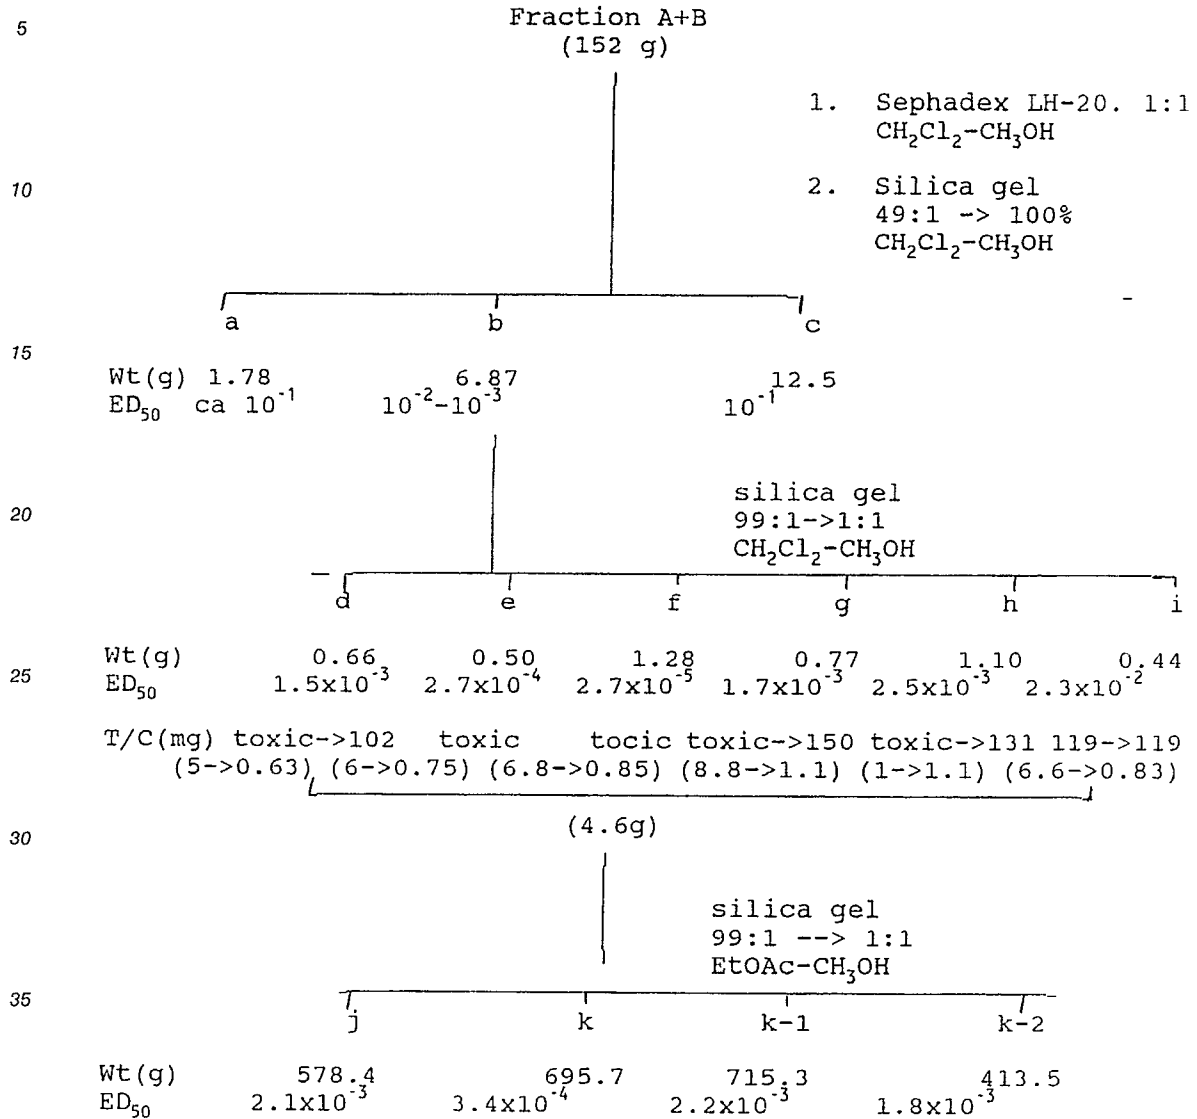 5
Fraction A+B
(152 g)
1. Sephadex LH-20. 1:1
CH₂Cl₂-CH₃OH
10
2. Silica gel
49:1 -> 100%
CH₂Cl₂-CH₃OH
a b c
15
Wt(g) 1.78 6.87 12.5
ED₅₀ ca 10⁻¹ 10⁻²-10⁻³ 10⁻¹
silica gel
20
99:1->1:1
CH₂Cl₂-CH₃OH
d e f g h i
Wt(g) 0.66 0.50 1.28 0.77 1.10 0.44
25
ED₅₀ 1.5x10⁻³ 2.7x10⁻⁴ 2.7x10⁻⁵ 1.7x10⁻³ 2.5x10⁻³ 2.3x10⁻²
T/C(mg) toxic->102 toxic tocic toxic->150 toxic->131 119->119
(5->0.63) (6->0.75) (6.8->0.85) (8.8->1.1) (1->1.1) (6.6->0.83)
30
(4.6g)
silica gel
99:1 --> 1:1
EtOAc-CH₃OH
35
j k k-1 k-2
Wt(g) 578.4 695.7 715.3 413.5
ED₅₀ 2.1x10⁻³ 3.4x10⁻⁴ 2.2x10⁻³ 1.8x10⁻³